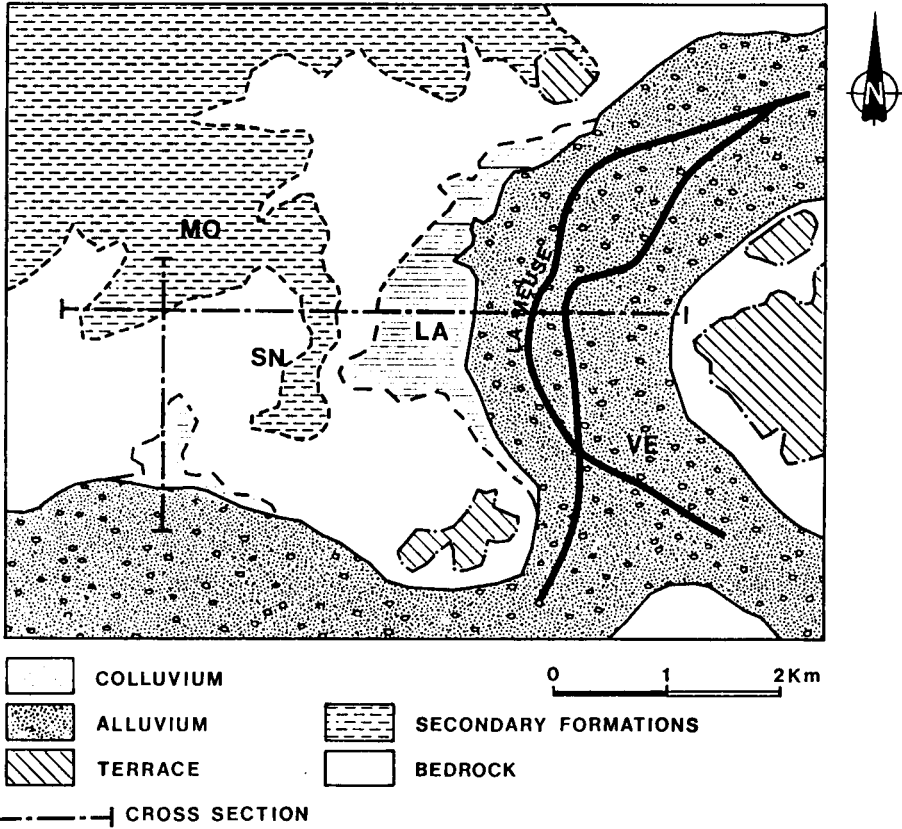 N
MO
LA MEUSE
SN
LA
VE
COLLUVIUM
0 1 2Km
ALLUVIUM
SECONDARY FORMATIONS
TERRACE
BEDROCK
CROSS SECTION